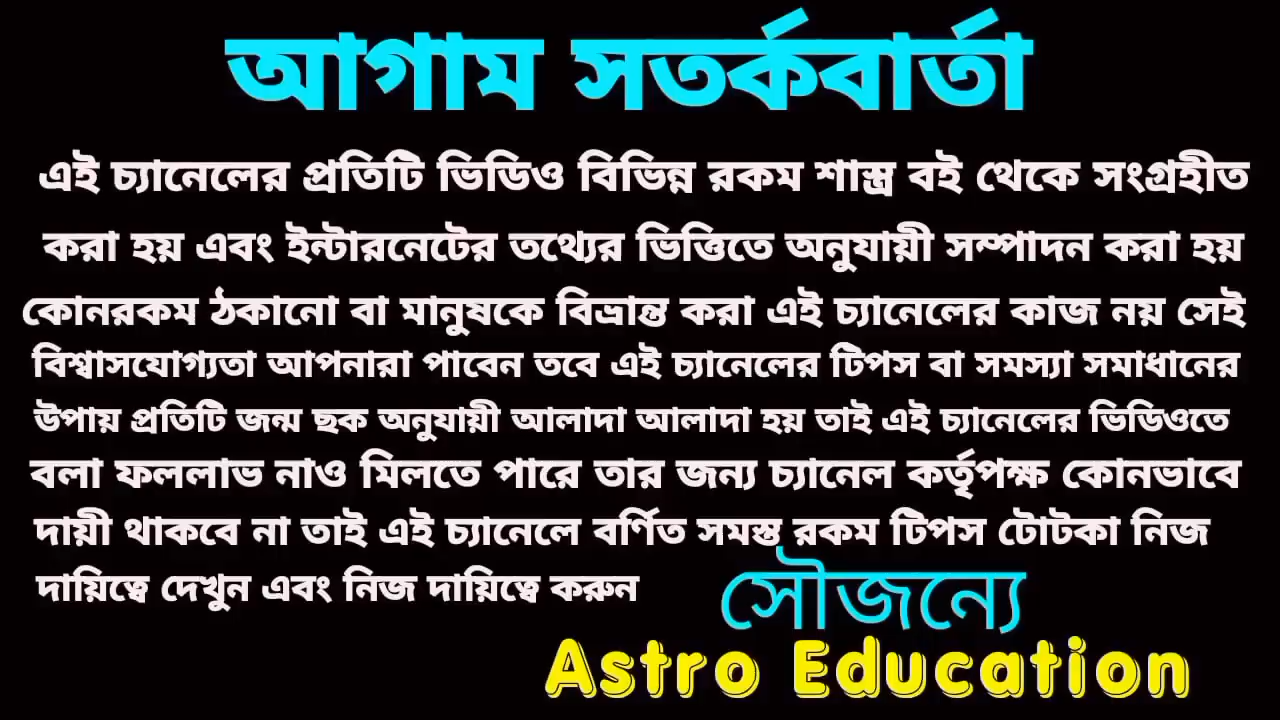 আগাম সতর্কবার্তা
এই চ্যানেলের প্রতিটি ভিডিও বিভিন্ন রকম শাস্ত্র বই থেকে সংগ্রহীত
করা হয় এবং ইন্টারনেটের তথ্যের ভিত্তিতে অনুযায়ী সম্পাদন করা হয়
কোনরকম ঠকানো বা মানুষকে বিভ্রান্ত করা এই চ্যানেলের কাজ নয় সেই
বিশ্বাসযোগ্যতা আপনারা পাবেন তবে এই চ্যানেলের টিপস বা সমস্যা সমাধানের
উপায় প্রতিটি জন্ম ছক অনুযায়ী আলাদা আলাদা হয় তাই এই চ্যানেলের ভিডিওতে
বলা ফললাভ নাও মিলতে পারে তার জন্য চ্যানেল কর্তৃপক্ষ কোনভাবে
দায়ী থাকবে না তাই এই চ্যানেলে বর্ণিত সমস্ত রকম টিপস টোটকা নিজ
দায়িত্বে দেখুন এবং নিজ দায়িত্বে করুন
সৌজন্যে
Astro Education